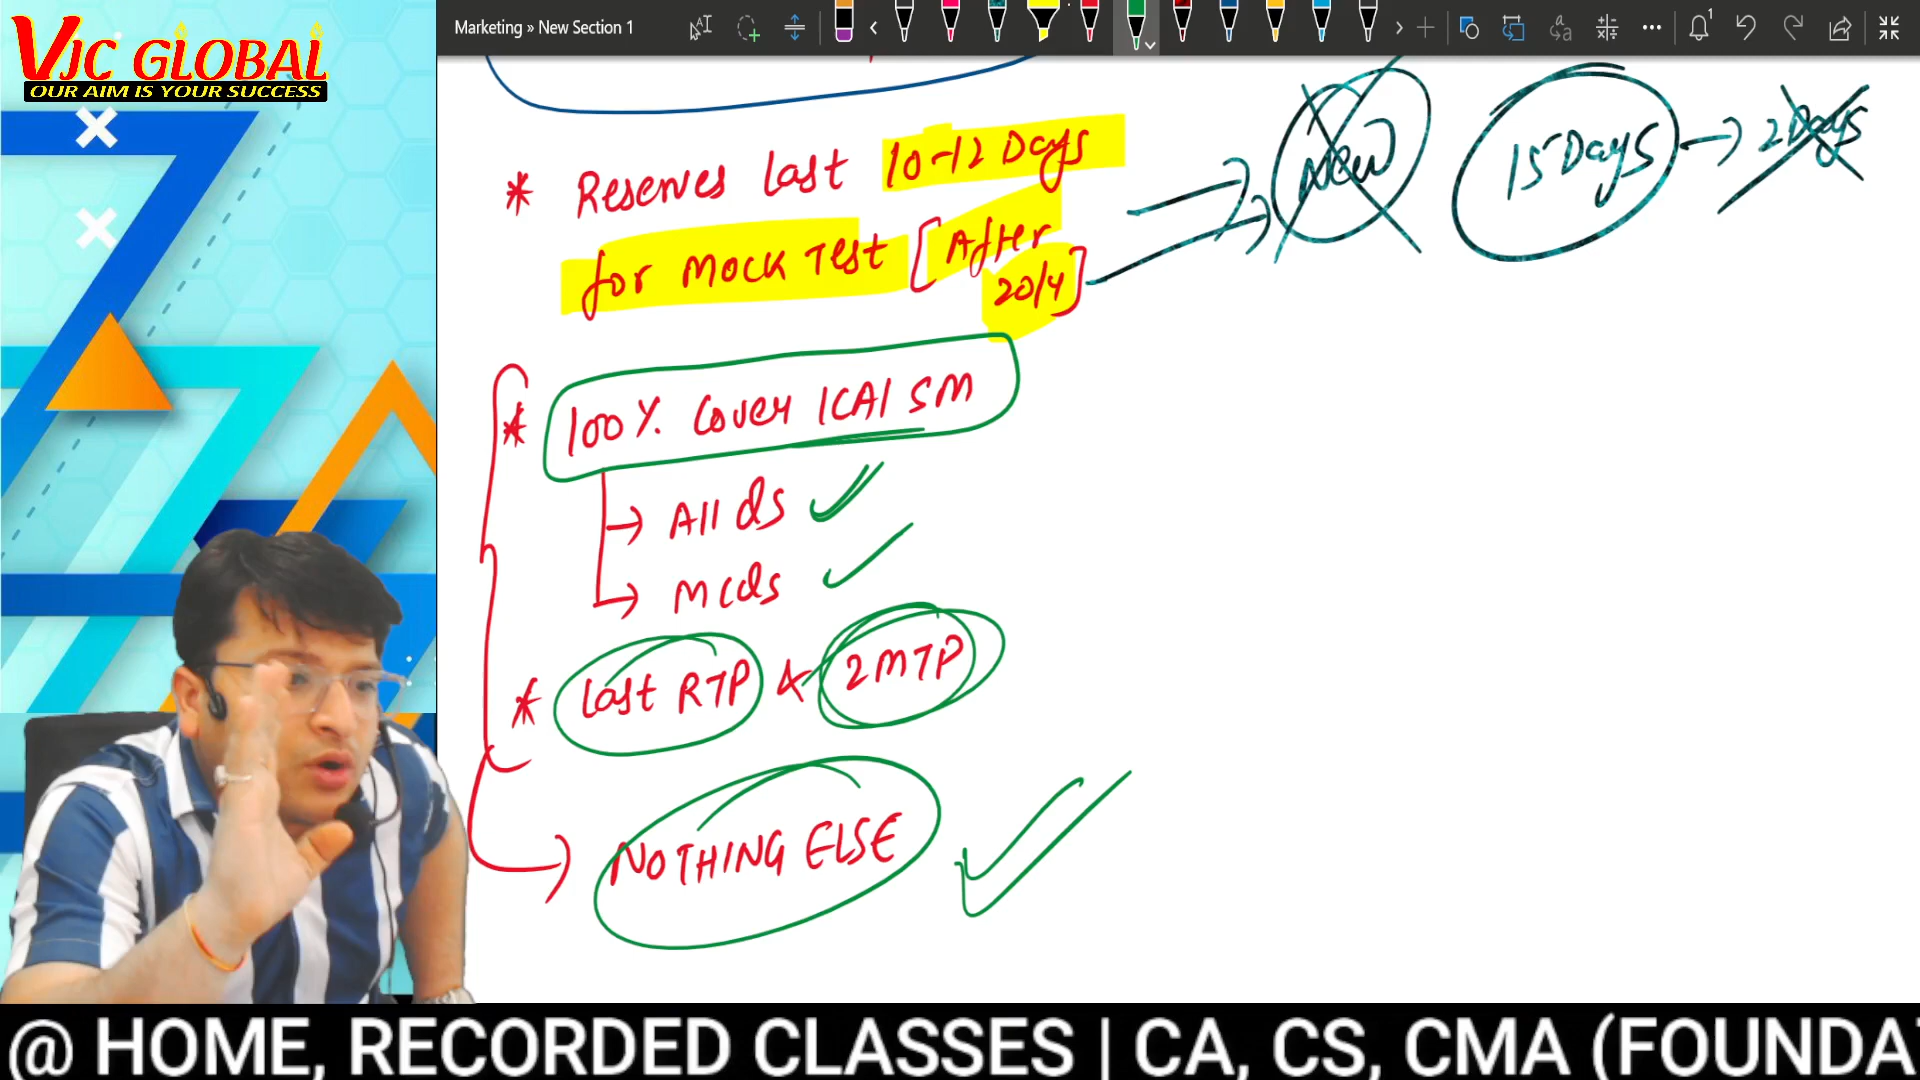 VJC GLOBAL
OUR AIM IS YOUR SUCCESS
Marketing » New Section 1
* Reserves last 10-12 Days
for Mock Test [After
20/4]
New
15 Days → 2 Days
* 100% Cover ICAI SM
→ All Qs
→ MCQs
* last RTP & 2 MTP
→ NOTHING ELSE
@ HOME, RECORDED CLASSES | CA, CS, CMA (FOUNDA